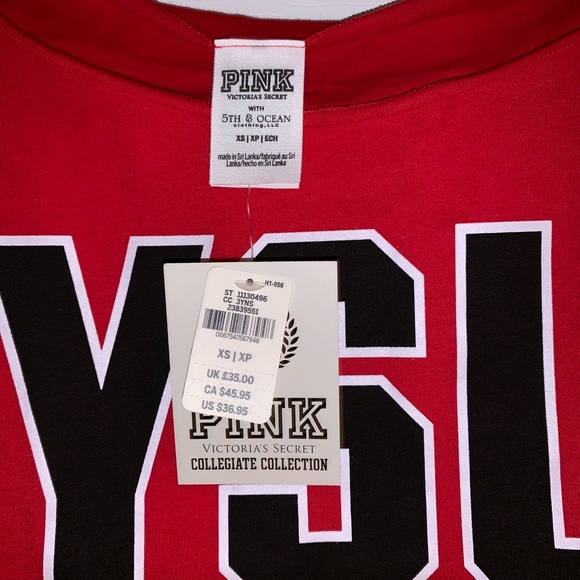 PINK
VICTORIA'S SECRET
WITH
5TH & OCEAN
clothing, LLC
XS | XP | ECH
made in Sri Lanka/fabriqué au Sri
Lanka/hecho en Sri Lanka
YSU
H1-056
ST 11130496
CC 3YNS
23839551
0667547567948
XS | XP
UK £35.00
CA $45.95
US $36.95
PINK
VICTORIA'S SECRET
COLLEGIATE COLLECTION